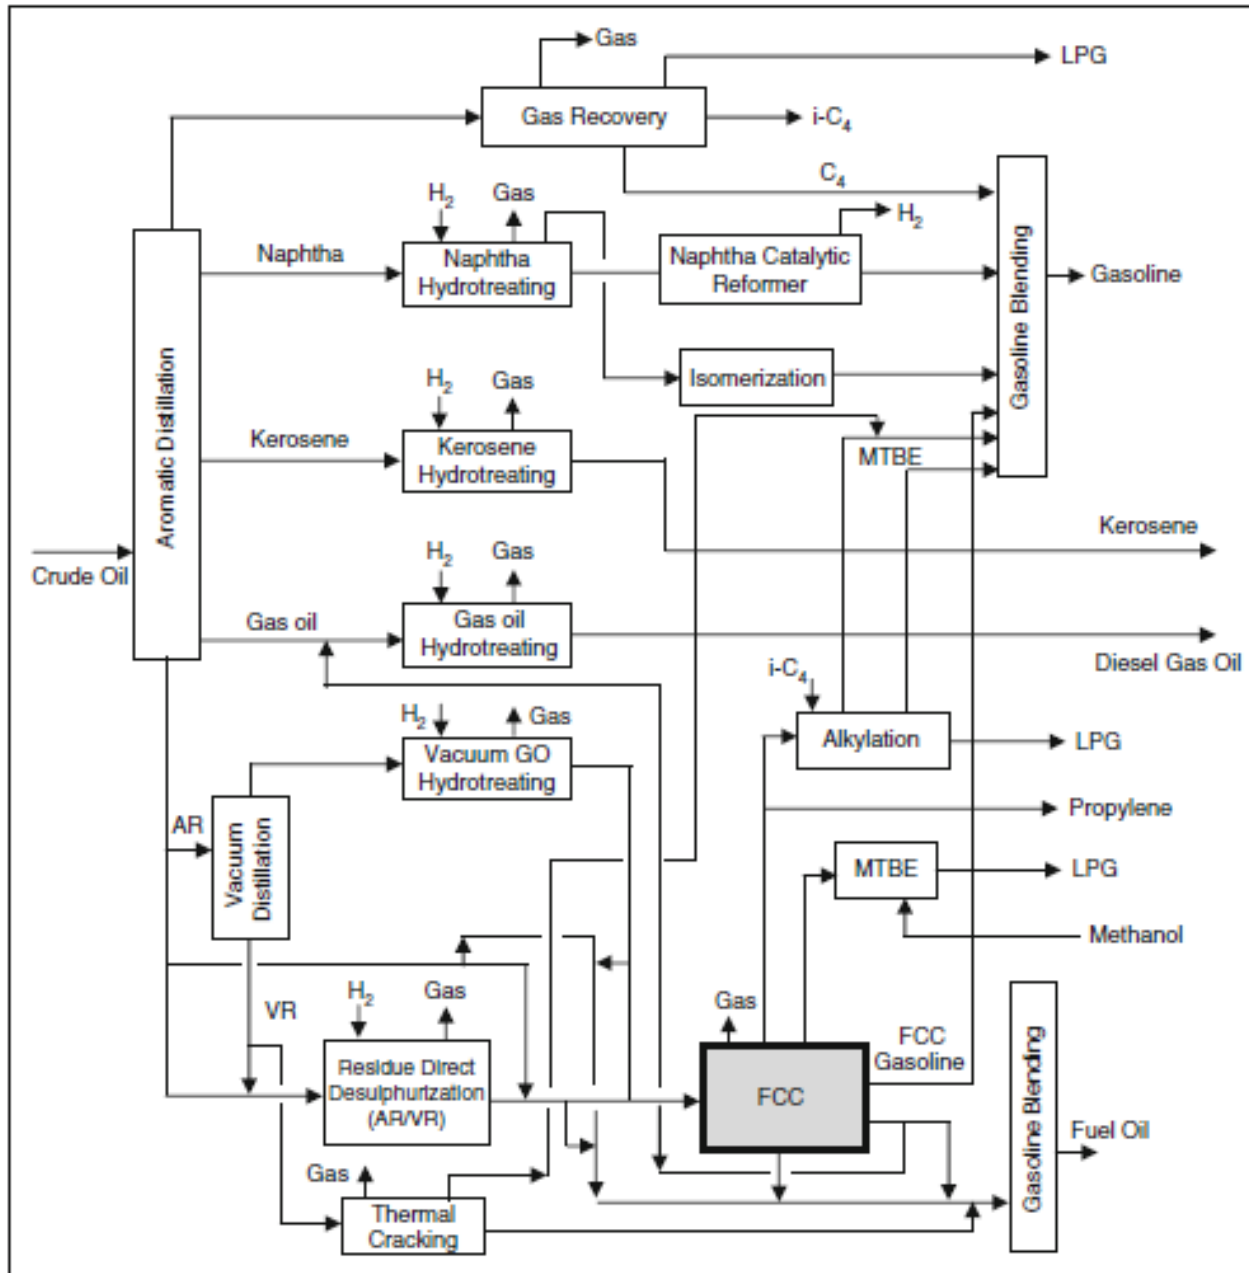 Gas
LPG
Gas Recovery
i-C₄
C₄
H₂
Gas
H₂
Naphtha
Naphtha
Hydrotreating
Naphtha Catalytic
Reformer
Gasoline Blending
Gasoline
Aromatic Distillation
Isomerization
H₂
Gas
Kerosene
Kerosene
Hydrotreating
MTBE
Kerosene
Crude Oil
H₂
Gas
Gas oil
Gas oil
Hydrotreating
Diesel Gas Oil
i-C₄
H₂
Gas
Vacuum GO
Hydrotreating
Alkylation
LPG
Propylene
AR
Vacuum
Distillation
MTBE
LPG
Methanol
VR
H₂
Gas
Gas
FCC
Gasoline
Residue Direct
Desulphurization
(AR/VR)
FCC
Gasoline Blending
Fuel Oil
Gas
Thermal
Cracking